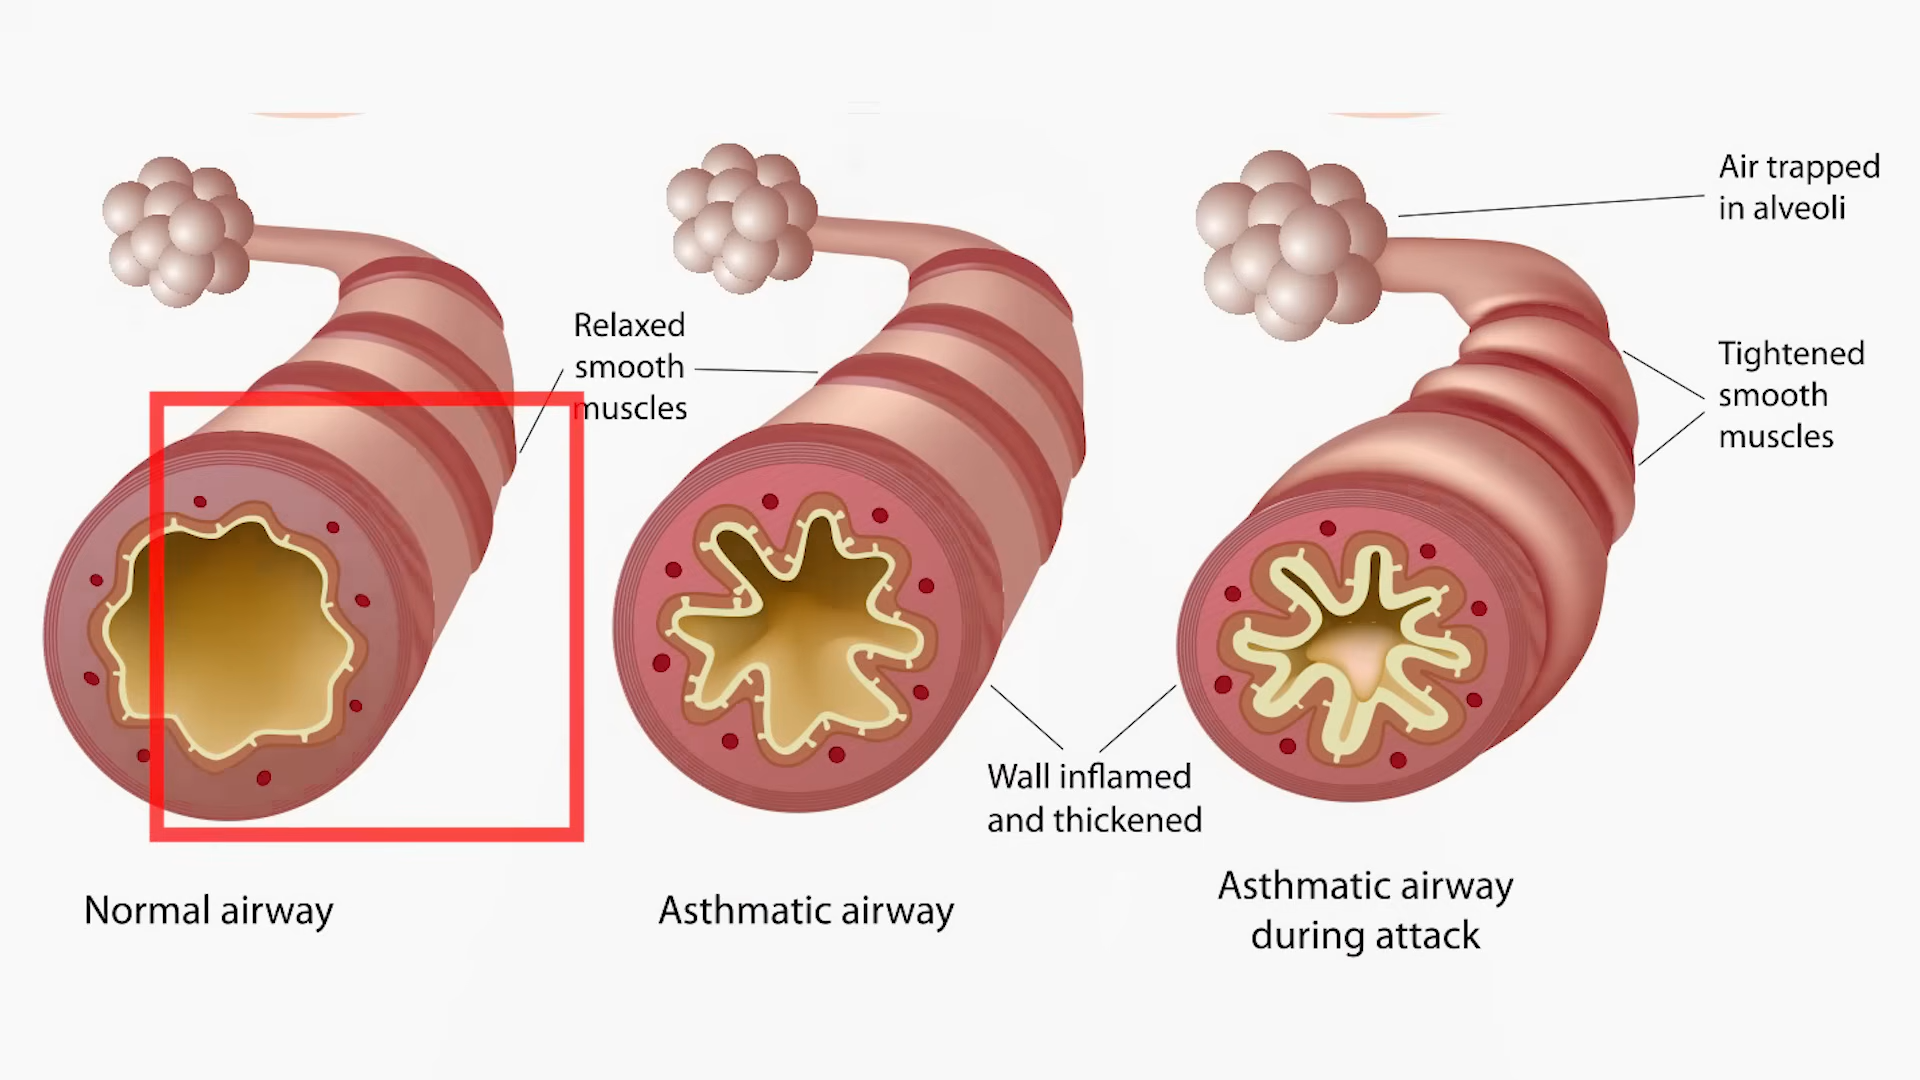 Air trapped
in alveoli
Relaxed
smooth
muscles
Tightened
smooth
muscles
Wall inflamed
and thickened
Normal airway
Asthmatic airway
Asthmatic airway
during attack